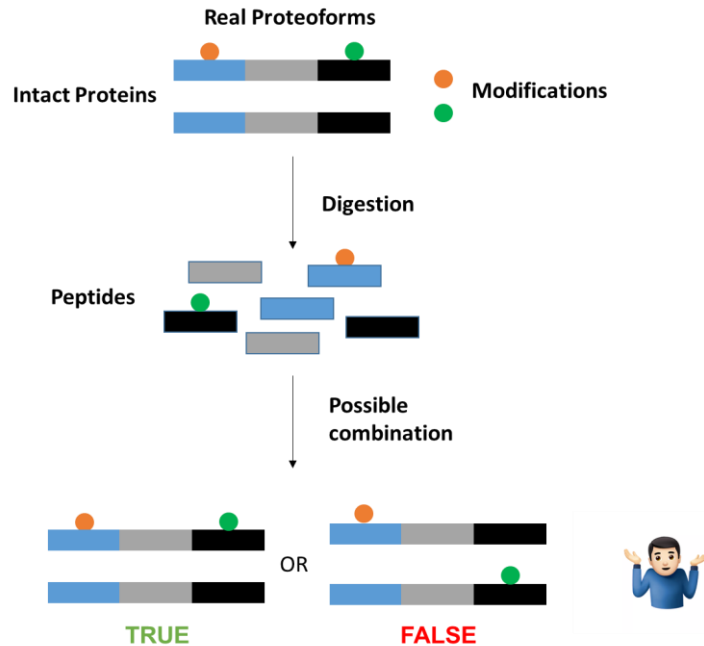 Real Proteoforms
Intact Proteins
Modifications
Digestion
Peptides
Possible
combination
OR
TRUE
FALSE